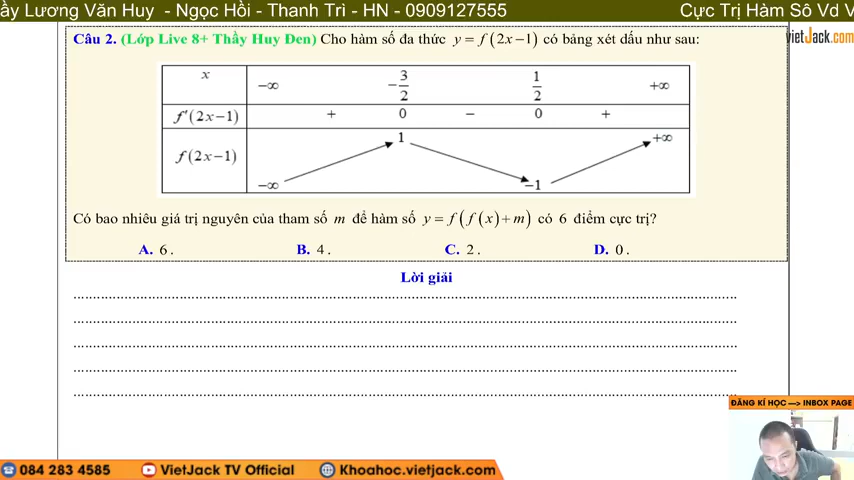 ầy Lương Văn Huy - Ngọc Hồi - Thanh Trì - HN - 0909127555 Cực Trị Hàm Số Vd V
Câu 2. (Lớp Live 8+ Thầy Huy Đen) Cho hàm số đa thức y = f(2x−1) có bảng xét dấu như sau:
vietJack.com
x −∞ −3/2 1/2 +∞
f′(2x−1) + 0 − 0 +
f(2x−1) −∞ 1 −1 +∞
Có bao nhiêu giá trị nguyên của tham số m để hàm số y = f(f(x)+m) có 6 điểm cực trị?
A. 6. B. 4. C. 2. D. 0.
Lời giải
ĐĂNG KÍ HỌC —> INBOX PAGE
084 283 4585 VietJack TV Official Khoahoc.vietjack.com